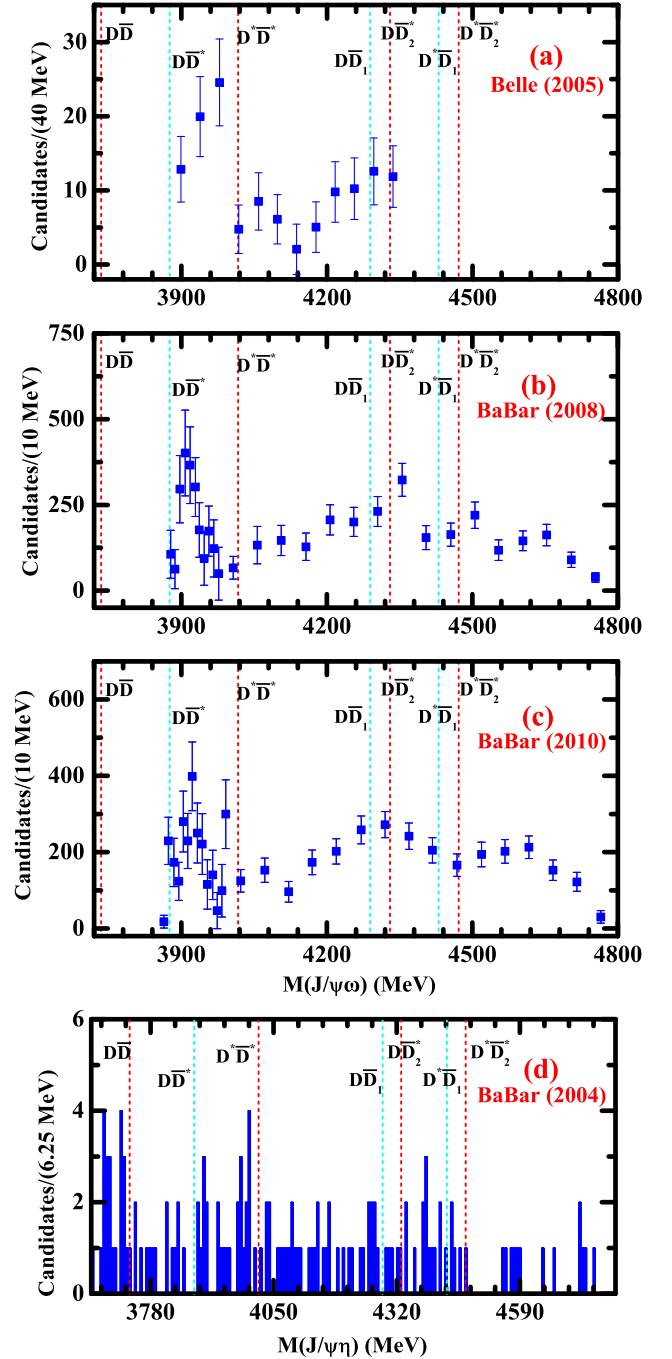 DD̅ D*D̅* DD̅*₂ D*D̅*₂
DD̅* DD̅₁ D*D̅₁
(a)
Belle (2005)
Candidates/(40 MeV)
30
20
10
0
3900 4200 4500 4800
DD̅ DD̅* D*D̅* DD̅₁ DD̅*₂ D*D̅₁ D*D̅*₂
(b)
BaBar (2008)
Candidates/(10 MeV)
750
500
250
0
3900 4200 4500 4800
DD̅ DD̅* D*D̅* DD̅₁ DD̅*₂ D*D̅₁ D*D̅*₂
(c)
BaBar (2010)
Candidates/(10 MeV)
600
400
200
0
3900 4200 4500 4800
M(J/ψω) (MeV)
DD̅ DD̅* D*D̅* DD̅₁ DD̅*₂ D*D̅₁ D*D̅*₂
(d)
BaBar (2004)
Candidates/(6.25 MeV)
6
4
2
0
3780 4050 4320 4590
M(J/ψη) (MeV)